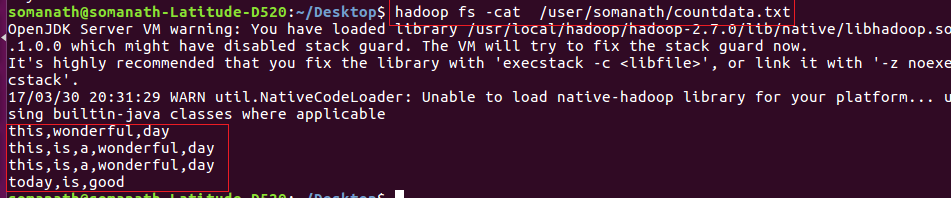 somanath@somanath-Latitude-D520:~/Desktop$ hadoop fs -cat  /user/somanath/countdata.txt
OpenJDK Server VM warning: You have loaded library /usr/local/hadoop/hadoop-2.7.0/lib/native/libhadoop.so
.1.0.0 which might have disabled stack guard. The VM will try to fix the stack guard now.
It's highly recommended that you fix the library with 'execstack -c <libfile>', or link it with '-z noexe
cstack'.
17/03/30 20:31:29 WARN util.NativeCodeLoader: Unable to load native-hadoop library for your platform... u
sing builtin-java classes where applicable
this,wonderful,day
this,is,a,wonderful,day
this,is,a,wonderful,day
today,is,good
somanath@somanath-Latitude-D520:~/Desktop$